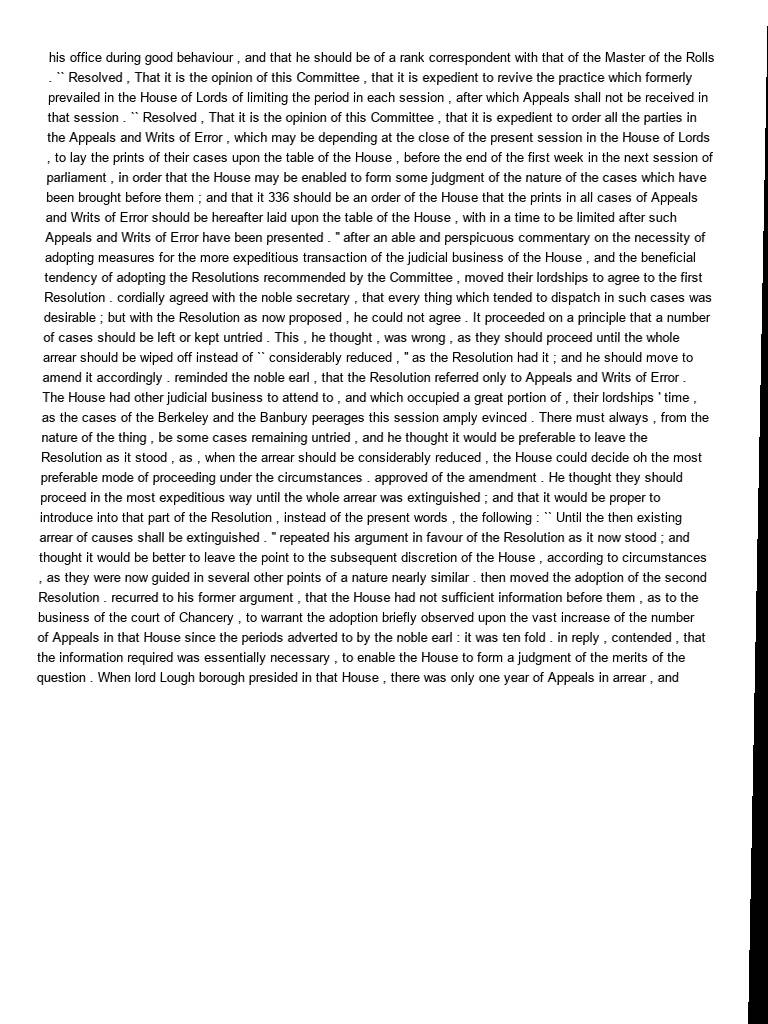 his office during good behaviour , and that he should be of a rank correspondent with that of the Master of the Rolls
. `` Resolved , That it is the opinion of this Committee , that it is expedient to revive the practice which formerly
prevailed in the House of Lords of limiting the period in each session , after which Appeals shall not be received in
that session . `` Resolved , That it is the opinion of this Committee , that it is expedient to order all the parties in
the Appeals and Writs of Error , which may be depending at the close of the present session in the House of Lords
, to lay the prints of their cases upon the table of the House , before the end of the first week in the next session of
parliament , in order that the House may be enabled to form some judgment of the nature of the cases which have
been brought before them ; and that it 336 should be an order of the House that the prints in all cases of Appeals
and Writs of Error should be hereafter laid upon the table of the House , with in a time to be limited after such
Appeals and Writs of Error have been presented . '' after an able and perspicuous commentary on the necessity of
adopting measures for the more expeditious transaction of the judicial business of the House , and the beneficial
tendency of adopting the Resolutions recommended by the Committee , moved their lordships to agree to the first
Resolution . cordially agreed with the noble secretary , that every thing which tended to dispatch in such cases was
desirable ; but with the Resolution as now proposed , he could not agree . It proceeded on a principle that a number
of cases should be left or kept untried . This , he thought , was wrong , as they should proceed until the whole
arrear should be wiped off instead of `` considerably reduced , '' as the Resolution had it ; and he should move to
amend it accordingly . reminded the noble earl , that the Resolution referred only to Appeals and Writs of Error .
The House had other judicial business to attend to , and which occupied a great portion of , their lordships ' time ,
as the cases of the Berkeley and the Banbury peerages this session amply evinced . There must always , from the
nature of the thing , be some cases remaining untried , and he thought it would be preferable to leave the
Resolution as it stood , as , when the arrear should be considerably reduced , the House could decide oh the most
preferable mode of proceeding under the circumstances . approved of the amendment . He thought they should
proceed in the most expeditious way until the whole arrear was extinguished ; and that it would be proper to
introduce into that part of the Resolution , instead of the present words , the following : `` Until the then existing
arrear of causes shall be extinguished . '' repeated his argument in favour of the Resolution as it now stood ; and
thought it would be better to leave the point to the subsequent discretion of the House , according to circumstances
, as they were now guided in several other points of a nature nearly similar . then moved the adoption of the second
Resolution . recurred to his former argument , that the House had not sufficient information before them , as to the
business of the court of Chancery , to warrant the adoption briefly observed upon the vast increase of the number
of Appeals in that House since the periods adverted to by the noble earl : it was ten fold . in reply , contended , that
the information required was essentially necessary , to enable the House to form a judgment of the merits of the
question . When lord Lough borough presided in that House , there was only one year of Appeals in arrear , and